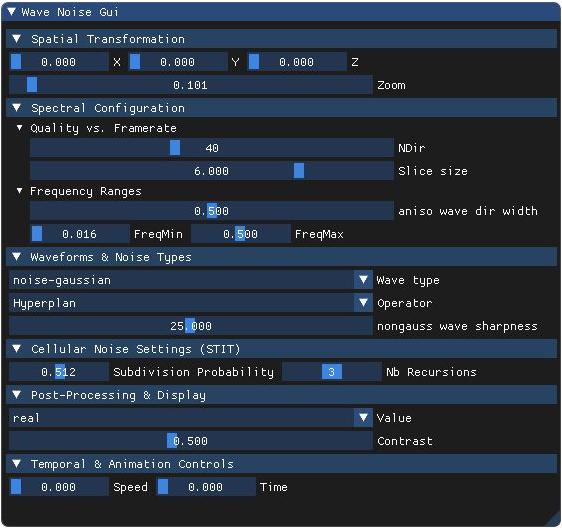 Wave Noise Gui
Spatial Transformation
0.000 X 0.000 Y 0.000 Z
0.101 Zoom
Spectral Configuration
Quality vs. Framerate
40 NDir
6.000 Slice size
Frequency Ranges
0.500 aniso wave dir width
0.016 FreqMin 0.500 FreqMax
Waveforms & Noise Types
noise-gaussian Wave type
Hyperplan Operator
25.000 nongauss wave sharpness
Cellular Noise Settings (STIT)
0.512 Subdivision Probability 3 Nb Recursions
Post-Processing & Display
real Value
0.500 Contrast
Temporal & Animation Controls
0.000 Speed 0.000 Time